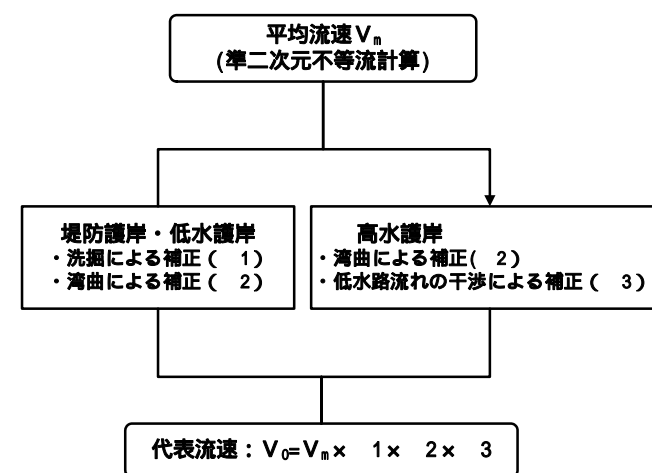 平均流速Vm
(準二次元不等流計算)
堤防護岸・低水護岸
・洗掘による補正( 1)
・湾曲による補正( 2)
高水護岸
・湾曲による補正( 2)
・低水路流れの干渉による補正( 3)
代表流速:V0=Vm× 1× 2× 3